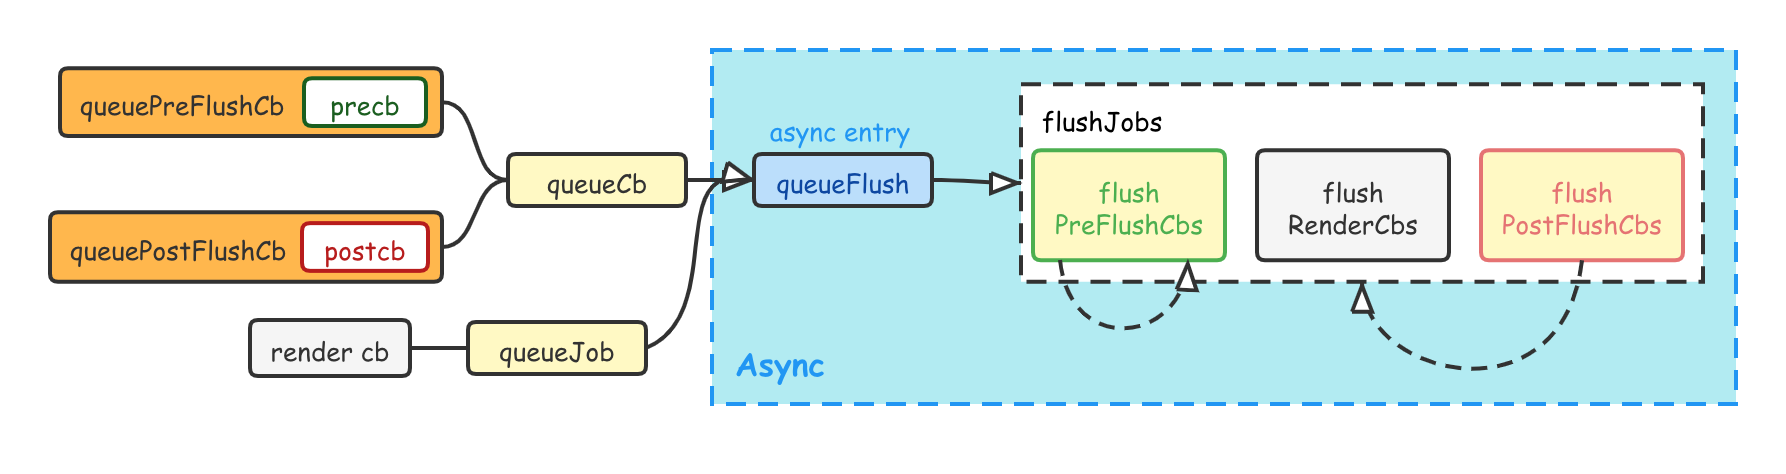 queuePreFlushCb
precb
queuePostFlushCb
postcb
render cb
queueCb
queueJob
async entry
queueFlush
Async
flushJobs
flush
PreFlushCbs
flush
RenderCbs
flush
PostFlushCbs